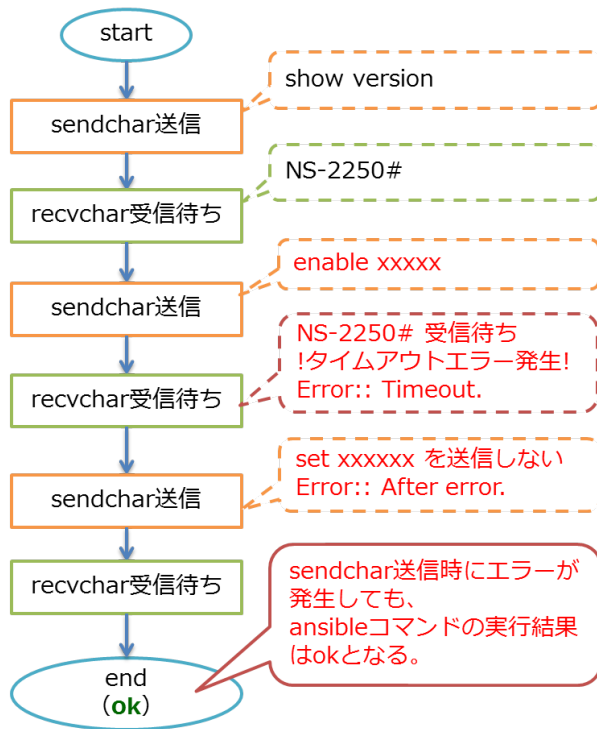 start
show version
sendchar送信
NS-2250#
recvchar受信待ち
enable xxxxx
sendchar送信
NS-2250# 受信待ち
!タイムアウトエラー発生!
Error:: Timeout.
recvchar受信待ち
set xxxxxx を送信しない
Error:: After error.
sendchar送信
recvchar受信待ち
sendchar送信時にエラーが
発生しても、
ansibleコマンドの実行結果
はokとなる。
end
（ok）